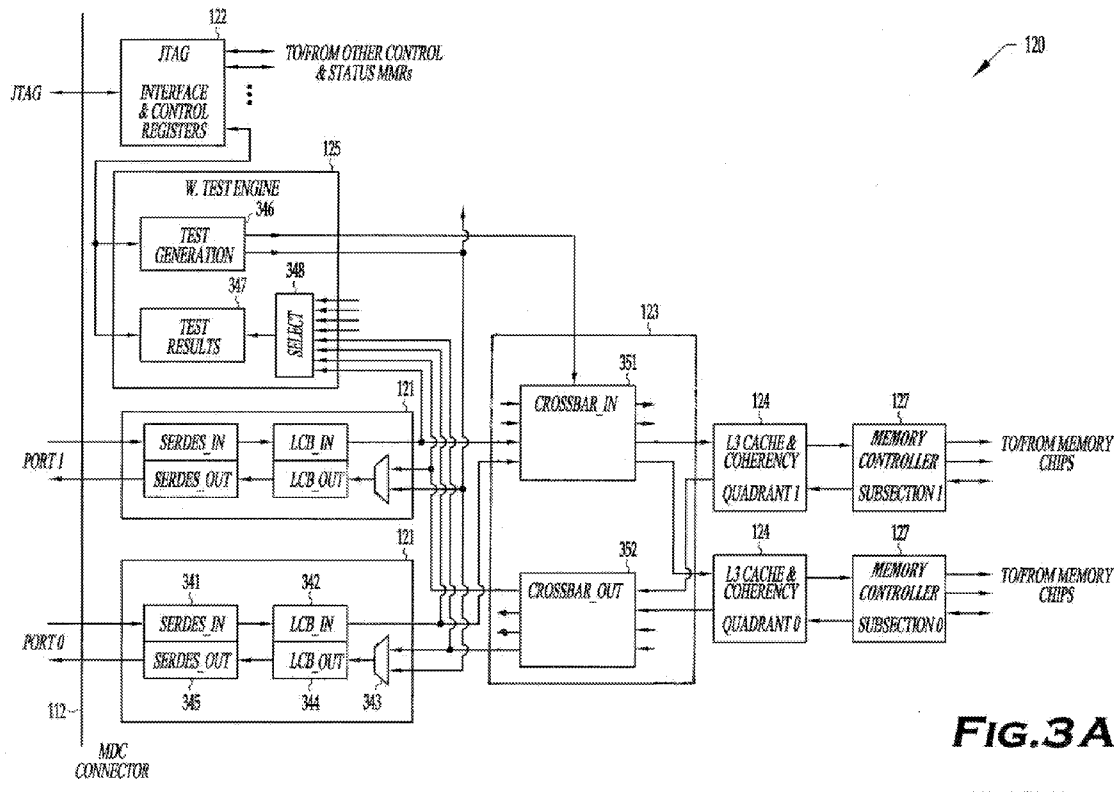 122
120
JTAG
TO/FROM OTHER CONTROL
& STATUS MMRs
JTAG
INTERFACE
& CONTROL
REGISTERS
125
W. TEST ENGINE
346
TEST
GENERATION
348
347
TEST
RESULTS
SELECT
123
351
CROSSBAR_IN
121
124
127
SERDES_IN
LCB_IN
L3 CACHE &
COHERENCY
MEMORY
CONTROLLER
TO/FROM MEMORY
CHIPS
PORT 1
SERDES_OUT
LCB_OUT
QUADRANT 1
SUBSECTION 1
121
352
124
127
CROSSBAR_OUT
341
342
L3 CACHE &
COHERENCY
MEMORY
CONTROLLER
TO/FROM MEMORY
CHIPS
SERDES_IN
LCB_IN
QUADRANT 0
SUBSECTION 0
PORT 0
SERDES_OUT
LCB_OUT
345
344
343
112
MDC
CONNECTOR
FIG.3A